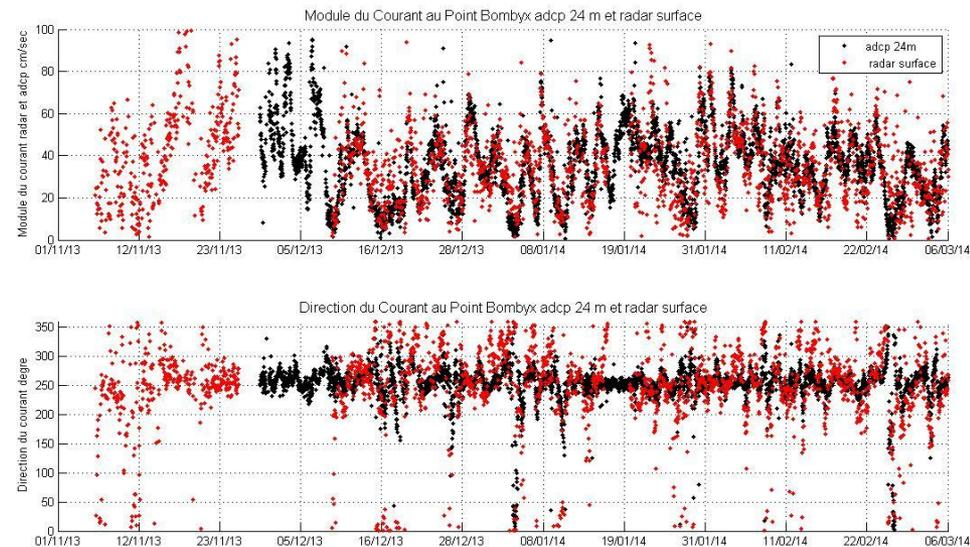 Module du Courant au Point Bombyx adcp 24 m et radar surface
Module du courant radar et adcp cm/sec
100
80
60
40
20
0
adcp 24m
radar surface
01/11/13 12/11/13 23/11/13 05/12/13 16/12/13 28/12/13 08/01/14 19/01/14 31/01/14 11/02/14 22/02/14 06/03/14
Direction du Courant au Point Bombyx adcp 24 m et radar surface
Direction du courant degre
350
300
250
200
150
100
50
0
01/11/13 12/11/13 23/11/13 05/12/13 16/12/13 28/12/13 08/01/14 19/01/14 31/01/14 11/02/14 22/02/14 06/03/14